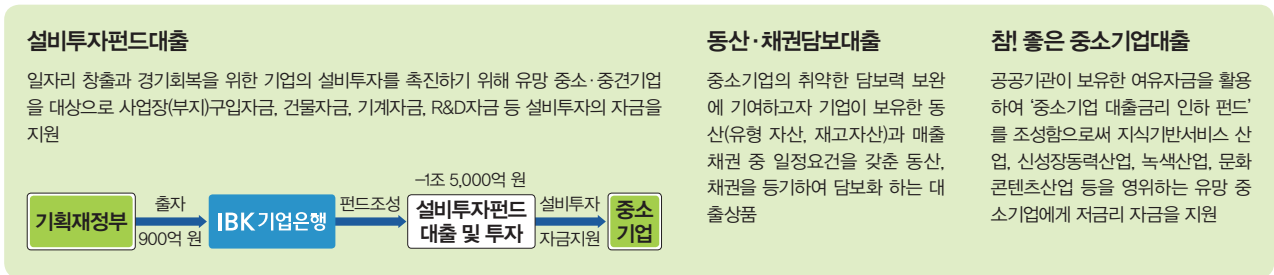 설비투자펀드대출
일자리 창출과 경기회복을 위한 기업의 설비투자를 촉진하기 위해 유망 중소·중견기업
을 대상으로 사업장(부지)구입자금, 건물자금, 기계자금, R&D자금 등 설비투자의 자금을
지원
기획재정부
출자
900억 원
IBK기업은행
펀드조성
-1조 5,000억 원
설비투자펀드
대출 및 투자
설비투자
자금지원
중소
기업
동산·채권담보대출
중소기업의 취약한 담보력 보완
에 기여하고자 기업이 보유한 동
산(유형 자산, 재고자산)과 매출
채권 중 일정요건을 갖춘 동산,
채권을 등기하여 담보화 하는 대
출상품
참! 좋은 중소기업대출
공공기관이 보유한 여유자금을 활용
하여 ‘중소기업 대출금리 인하 펀드’
를 조성함으로써 지식기반서비스 산
업, 신성장동력산업, 녹색산업, 문화
콘텐츠산업 등을 영위하는 유망 중
소기업에게 저금리 자금을 지원